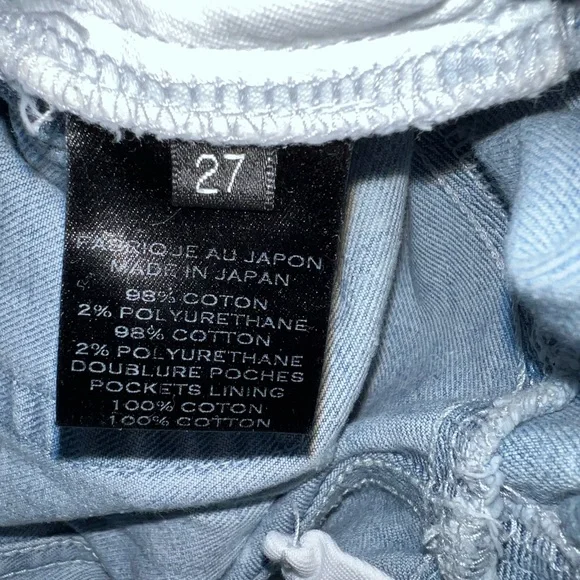 27
FABRIQUE AU JAPON
MADE IN JAPAN
98% COTON
2% POLYURETHANE
98% COTTON
2% POLYURETHANE
DOUBLURE POCHES
POCKETS LINING
100% COTON
100% COTTON